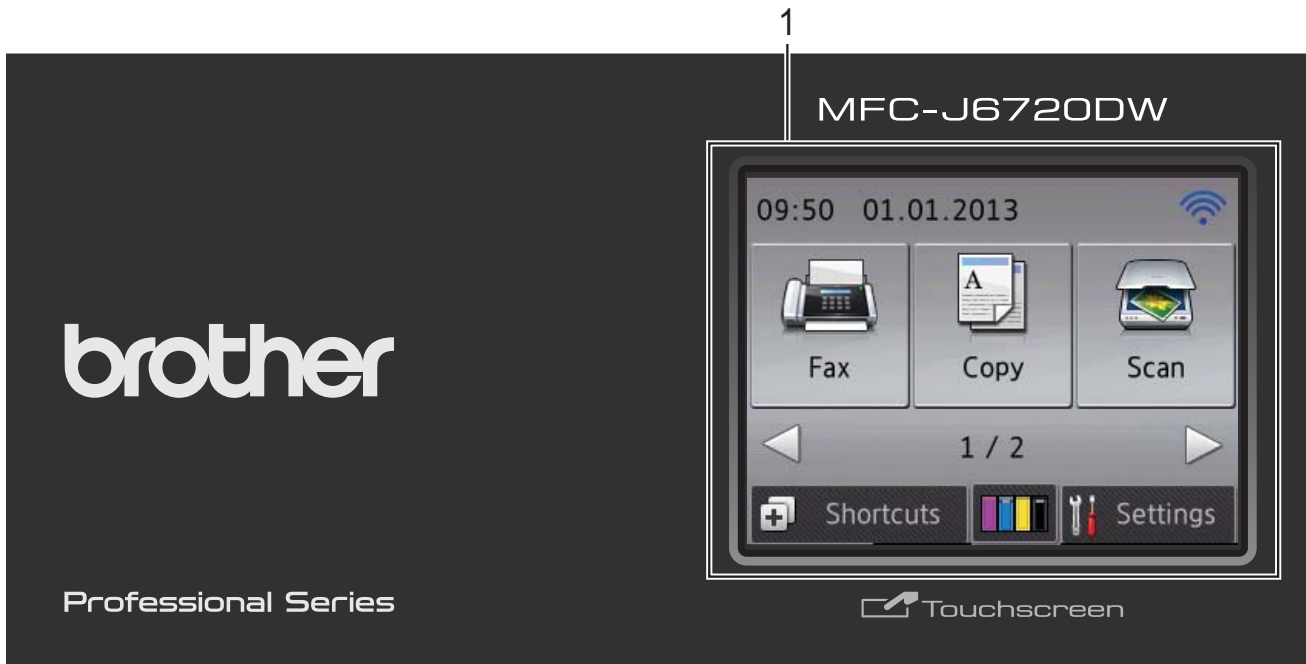 1
MFC-J6720DW
09:50 01.01.2013
A
Fax Copy Scan
1 / 2
Shortcuts Settings
brother
Professional Series
Touchscreen